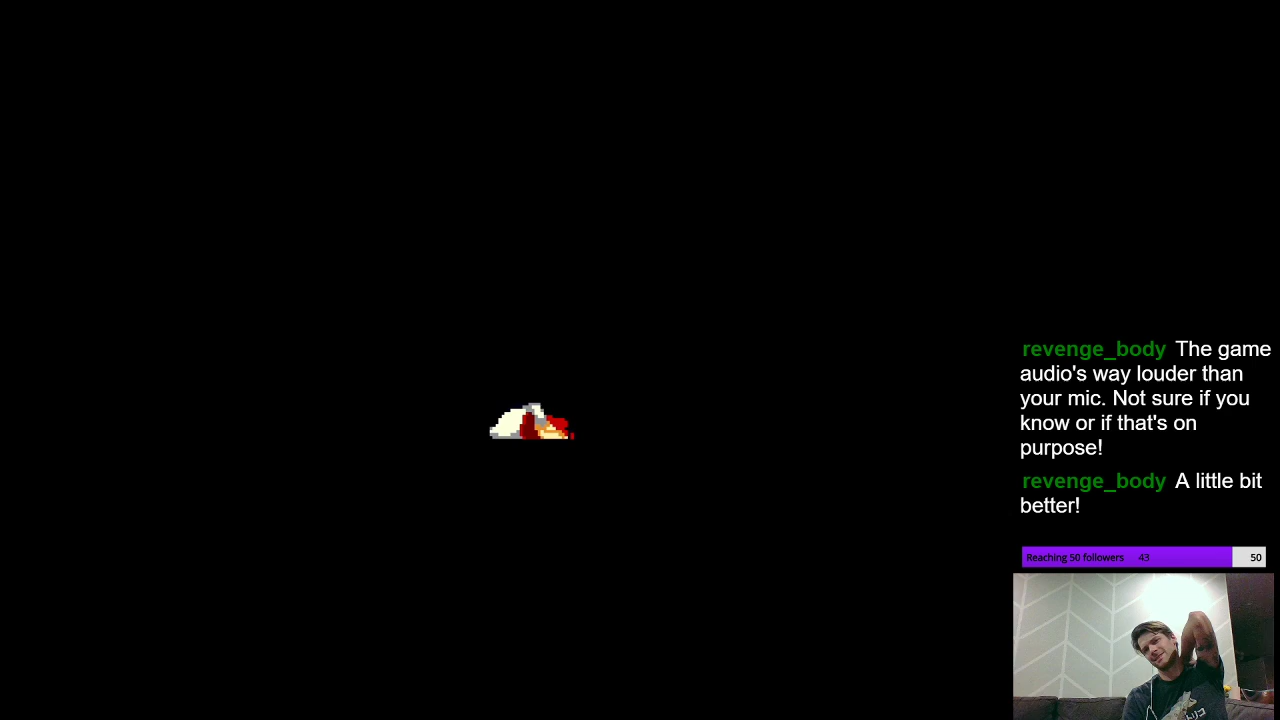 revenge_body The game
audio's way louder than
your mic. Not sure if you
know or if that's on
purpose!
revenge_body A little bit
better!
Reaching 50 followers 43 50